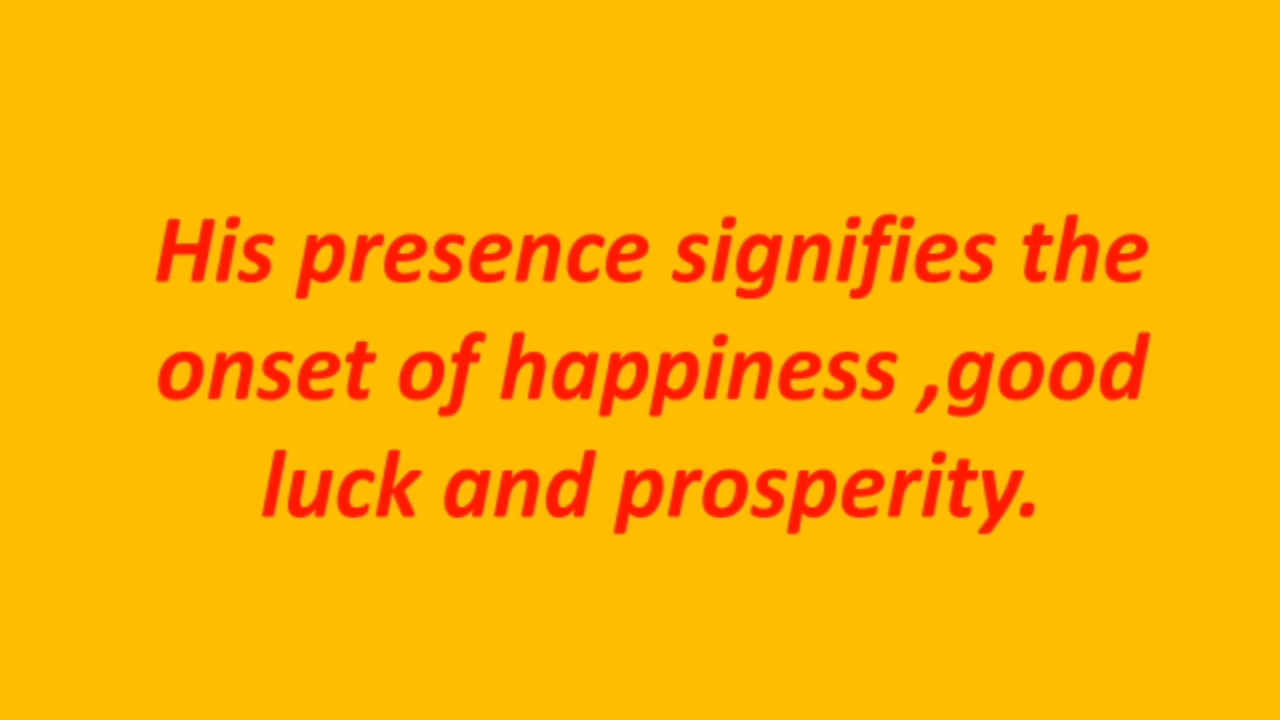 His presence signifies the
onset of happiness ,good
luck and prosperity.